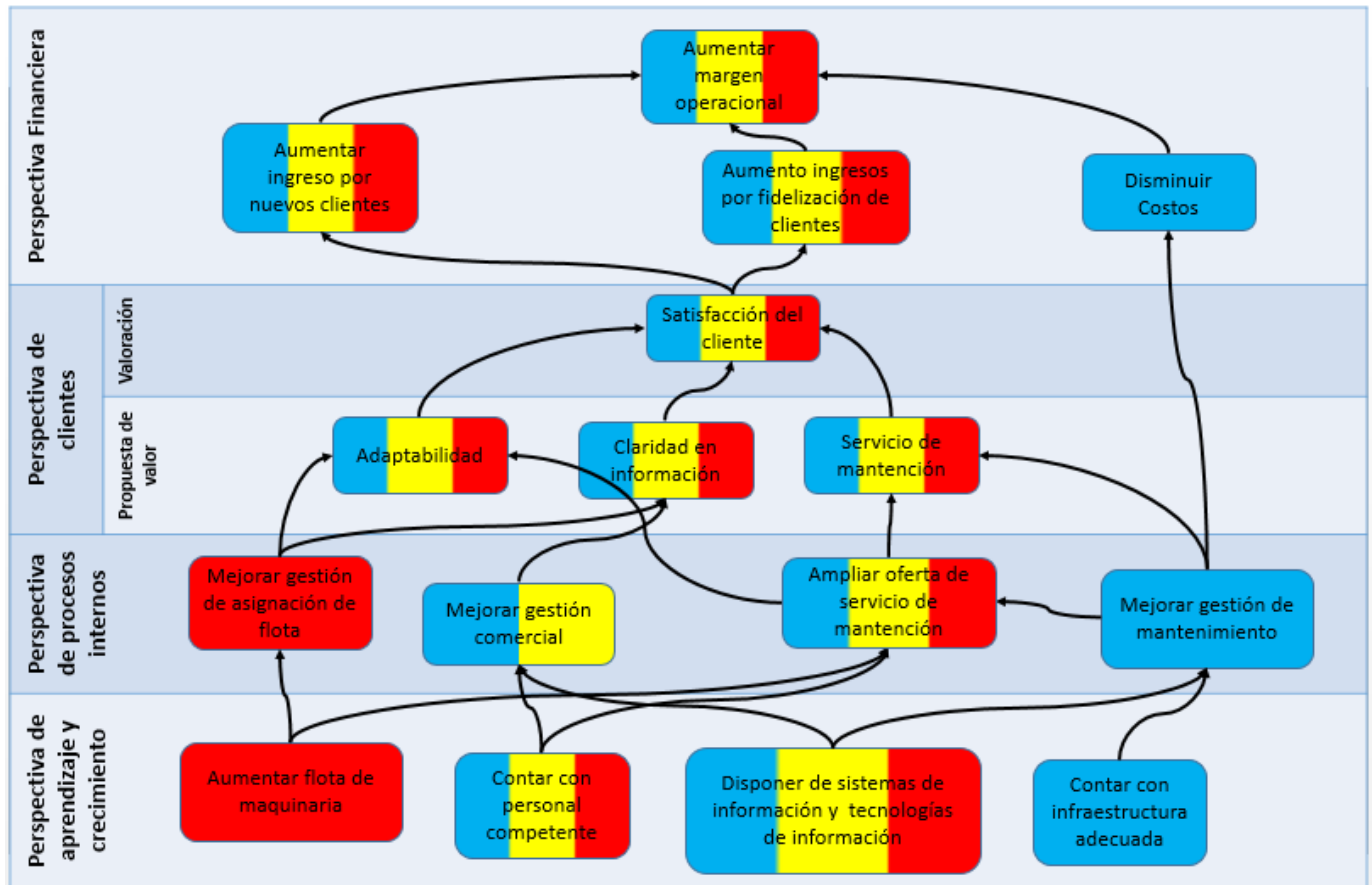 Perspectiva Financiera
Aumentar
margen
operacional
Aumentar
ingreso por
nuevos clientes
Aumento ingresos
por fidelización de
clientes
Disminuir
Costos
Perspectiva de
clientes
Valoración
Satisfacción del
cliente
Propuesta de
valor
Adaptabilidad
Claridad en
información
Servicio de
mantención
Perspectiva
de procesos
internos
Mejorar gestión
de asignación de
flota
Mejorar gestión
comercial
Ampliar oferta de
servicio de
mantención
Mejorar gestión de
mantenimiento
Perspectiva de
aprendizaje y
crecimiento
Aumentar flota de
maquinaria
Contar con
personal
competente
Disponer de sistemas de
información y tecnologías
de información
Contar con
infraestructura
adecuada